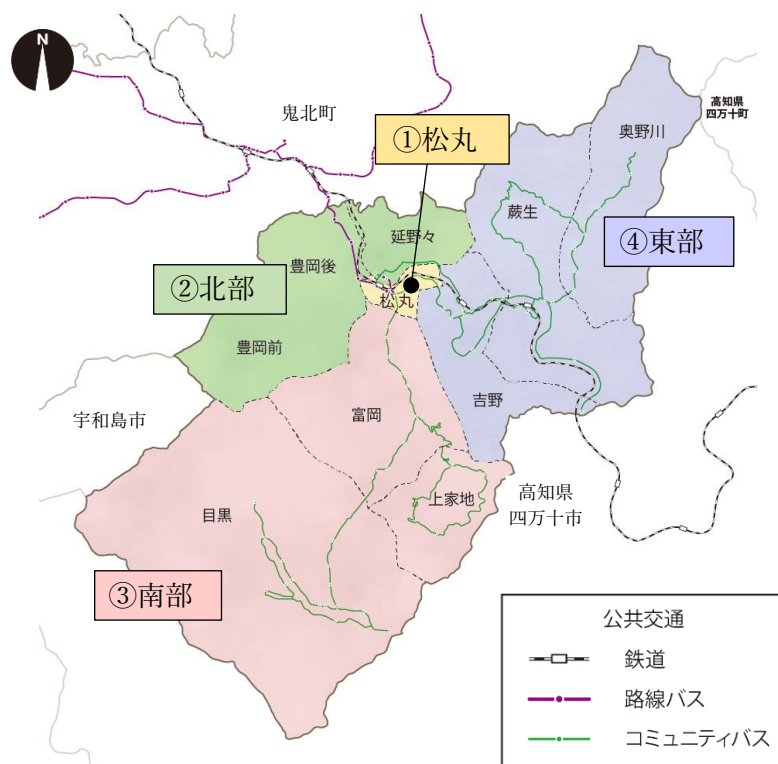 N
鬼北町
高知県
四万十町
①松丸
奥野川
蕨生
④東部
延野々
豊岡後
②北部
松丸
豊岡前
吉野
宇和島市
富岡
高知県
四万十市
上家地
目黒
③南部
公共交通
鉄道
路線バス
コミュニティバス